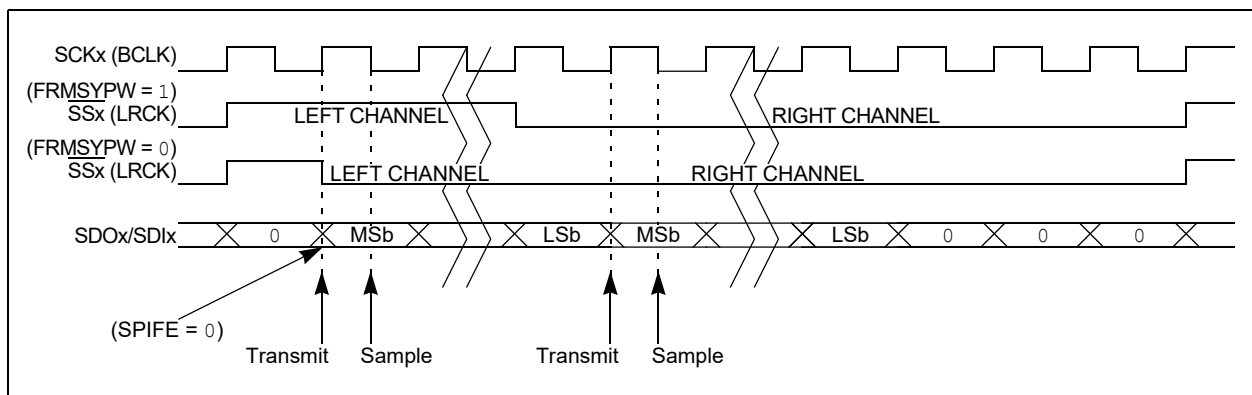 SCKx (BCLK)
(FRMSYPW = 1)
SSx (LRCK)
LEFT CHANNEL
RIGHT CHANNEL
(FRMSYPW = 0)
SSx (LRCK)
LEFT CHANNEL
RIGHT CHANNEL
SDOx/SDIx
0
MSb
LSb
MSb
LSb
0
0
0
(SPIFE = 0)
Transmit
Sample
Transmit
Sample